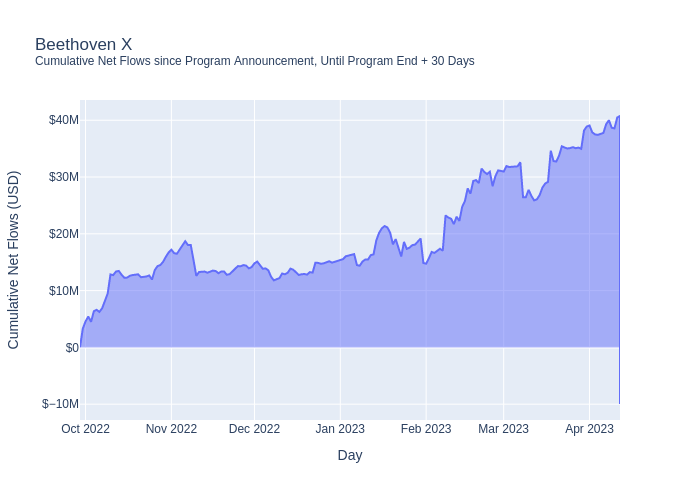 Beethoven X
Cumulative Net Flows since Program Announcement, Until Program End + 30 Days
Cumulative Net Flows (USD)
$40M
$30M
$20M
$10M
$0
$−10M
Oct 2022 Nov 2022 Dec 2022 Jan 2023 Feb 2023 Mar 2023 Apr 2023
Day